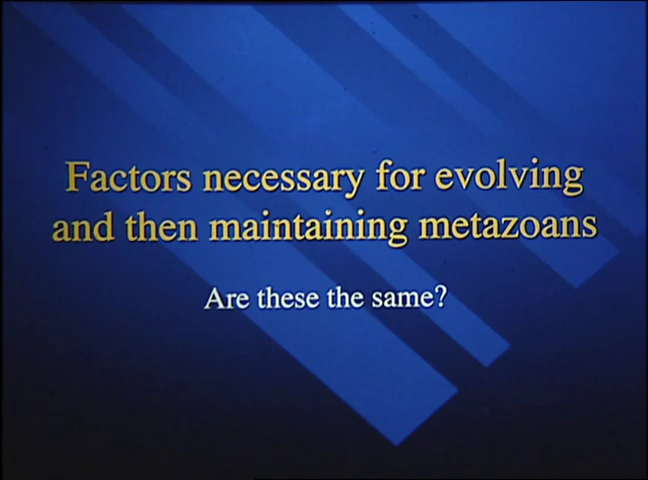 Factors necessary for evolving
and then maintaining metazoans
Are these the same?